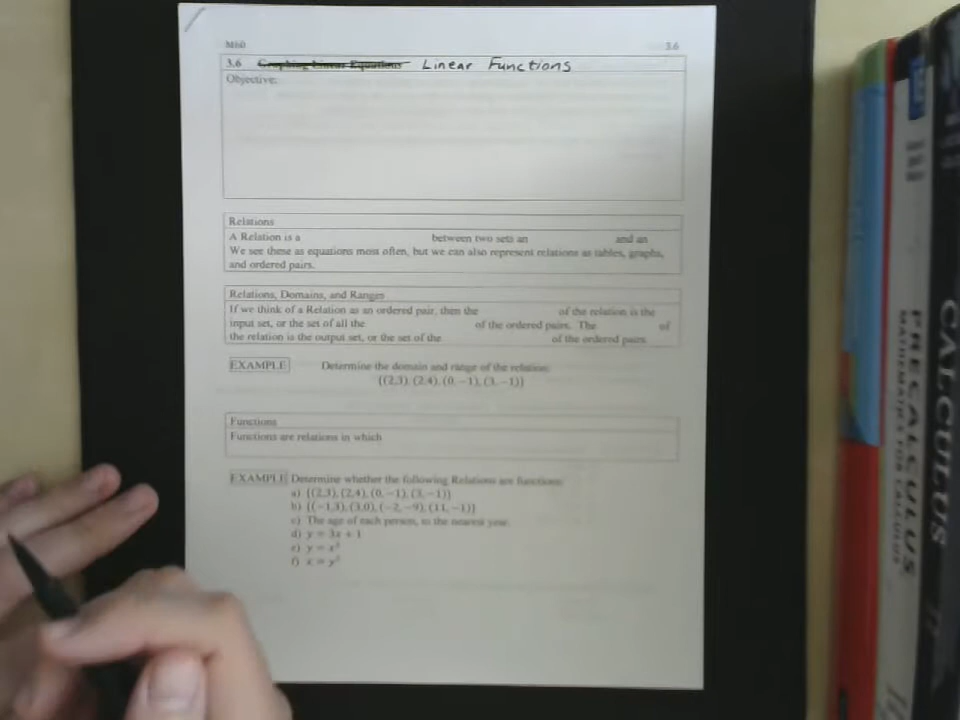 M60 3.6
3.6 Graphing Linear Equations Linear Functions
Objective:
Relations
A Relation is a between two sets an and an
We see these as equations most often, but we can also represent relations as tables, graphs,
and ordered pairs.
Relations, Domains, and Ranges
If we think of a Relation as an ordered pair, then the of the relation is the
input set, or the set of all the of the ordered pairs. The of
the relation is the output set, or the set of the of the ordered pairs.
EXAMPLE Determine the domain and range of the relation:
{(2,3), (2,4), (0,−1), (3,−1)}
Functions
Functions are relations in which
EXAMPLE Determine whether the following Relations are functions:
a) {(2,3), (2,4), (0,−1), (3,−1)}
b) {(−1,3), (3,0), (−2,−9), (11,−1)}
c) The age of each person, to the nearest year.
d) y = 3x + 1
e)
f)
PRECALCULUS
MATHEMATICS FOR CALCULUS
CALCULUS